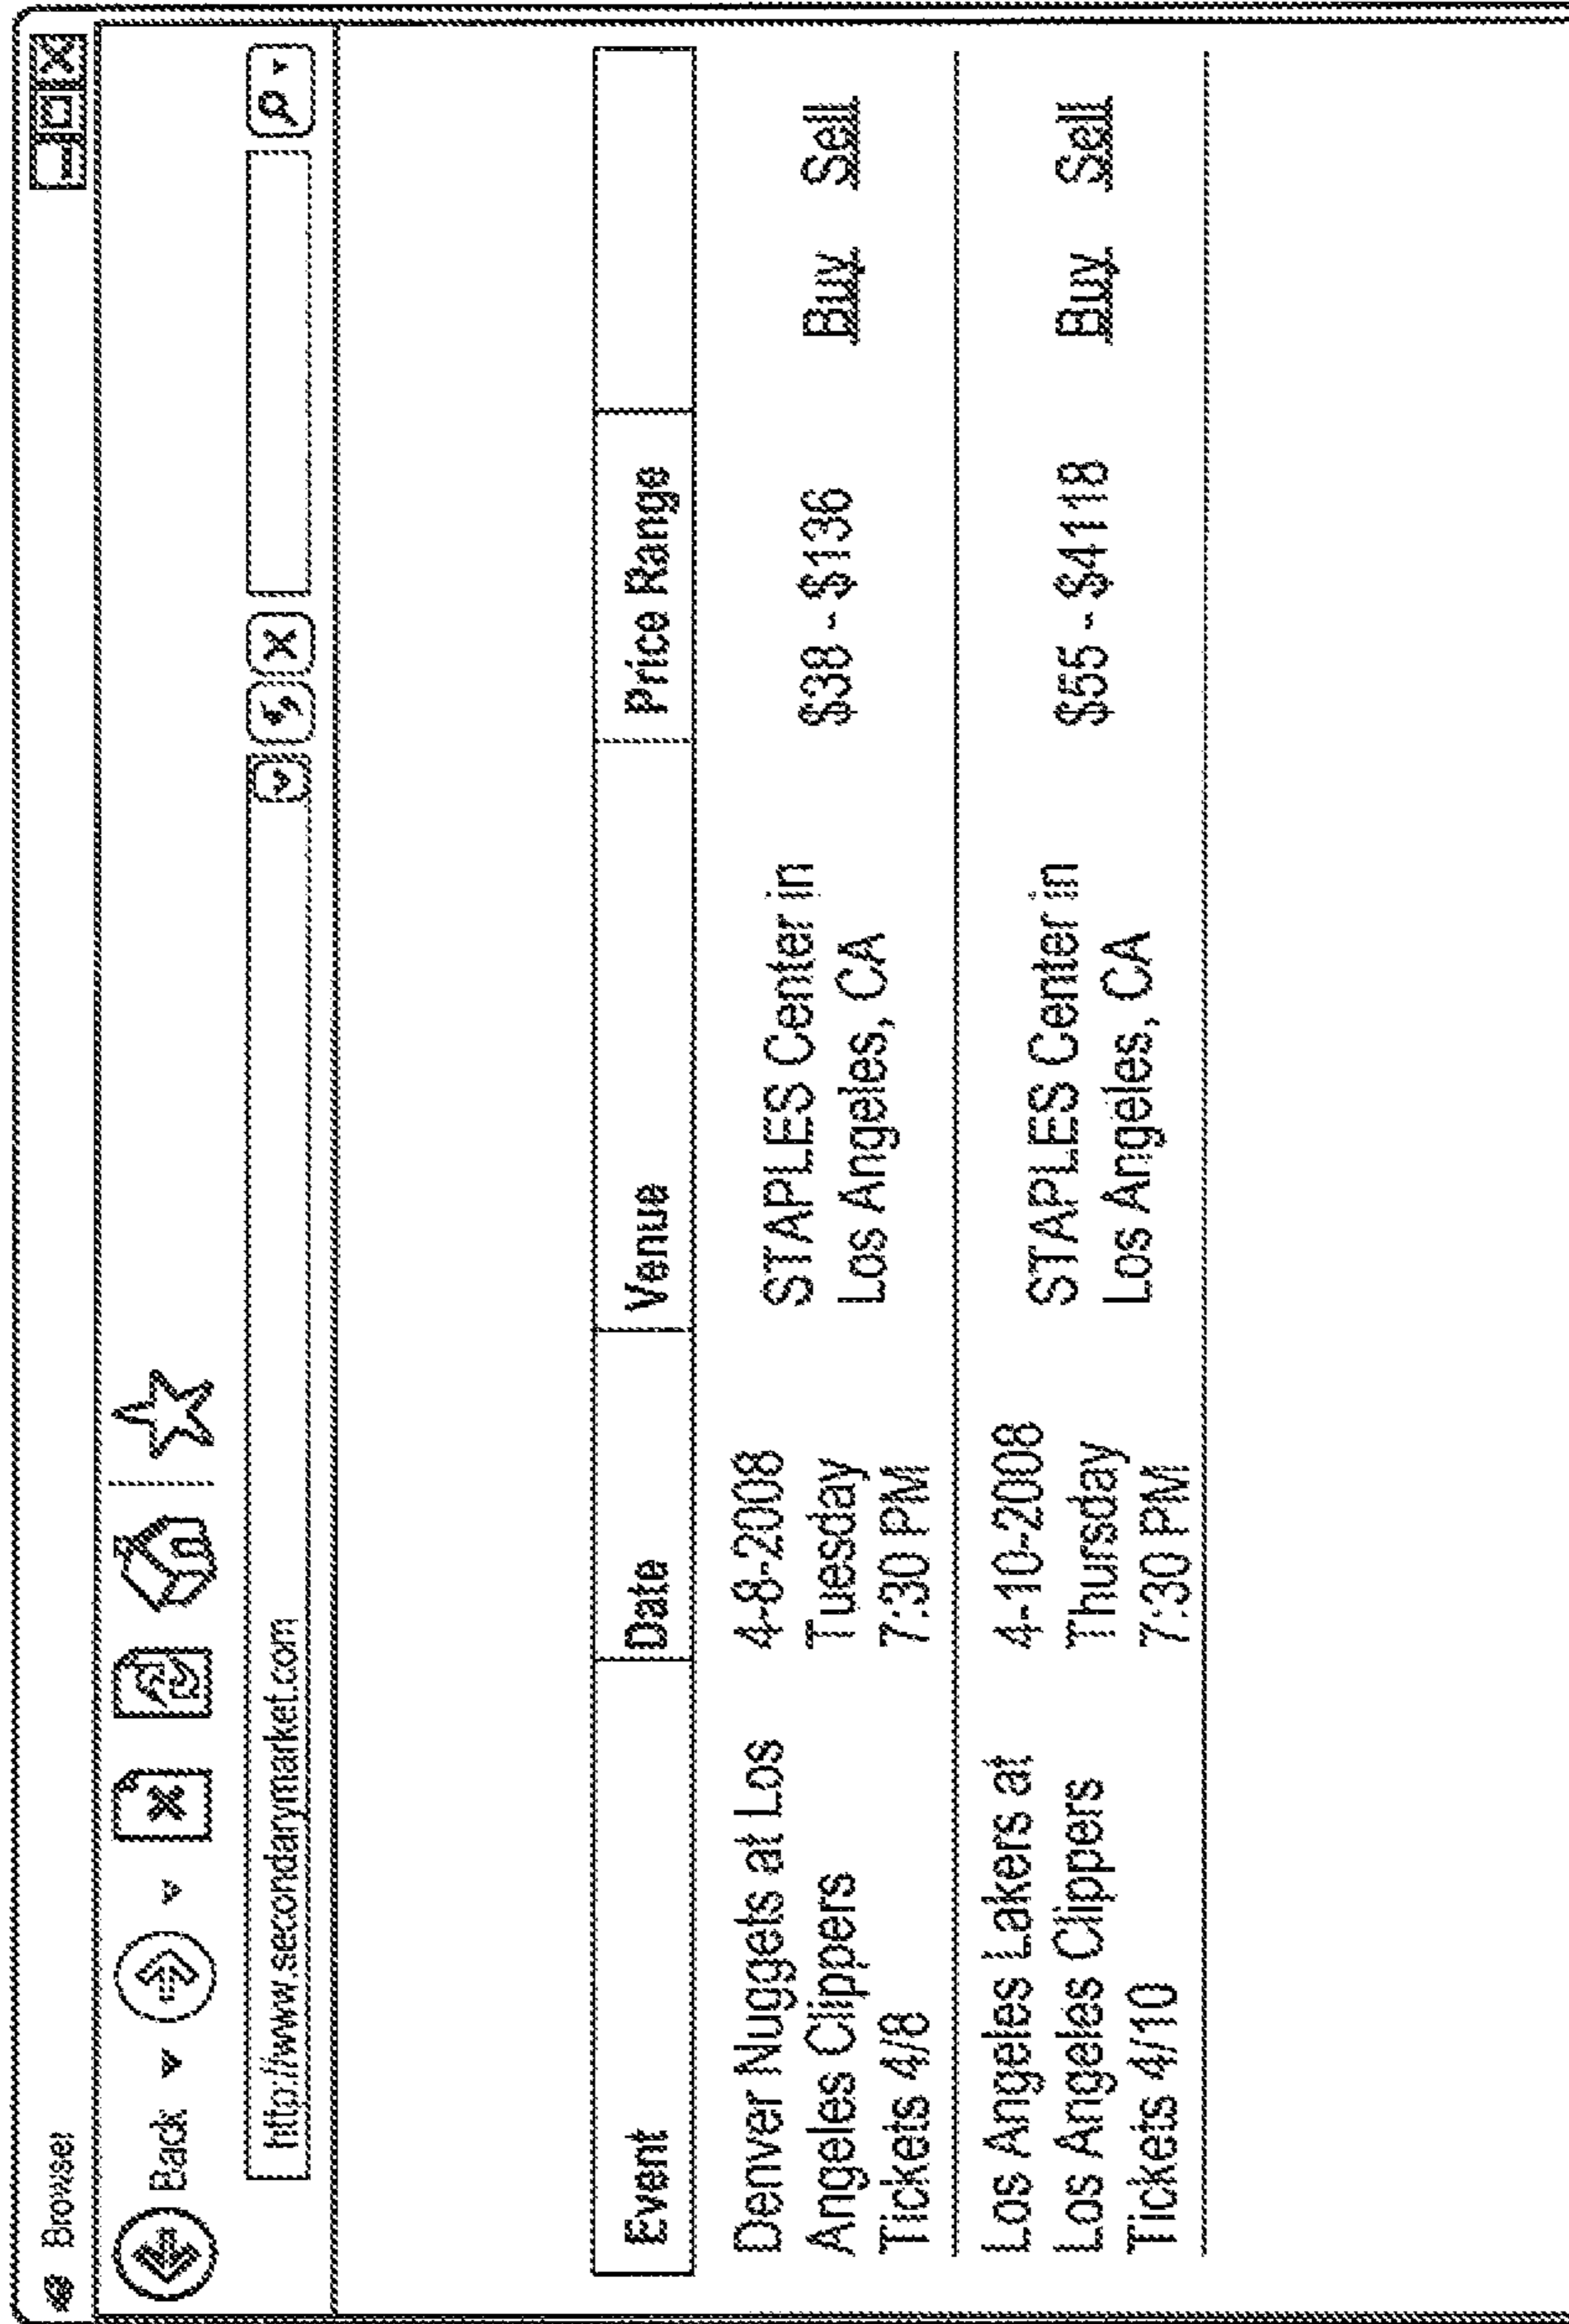 Browser
Back
http://www.secondarymarket.com
Event Date Venue Price Range
Denver Nuggets at Los 4-8-2008 STAPLES Center in $38 - $136 Buy Sell
Angeles Clippers Tuesday Los Angeles, CA
Tickets 4/8 7:30 PM
Los Angeles Lakers at 4-10-2008 STAPLES Center in $55 - $4118 Buy Sell
Los Angeles Clippers Thursday Los Angeles, CA
Tickets 4/10 7:30 PM